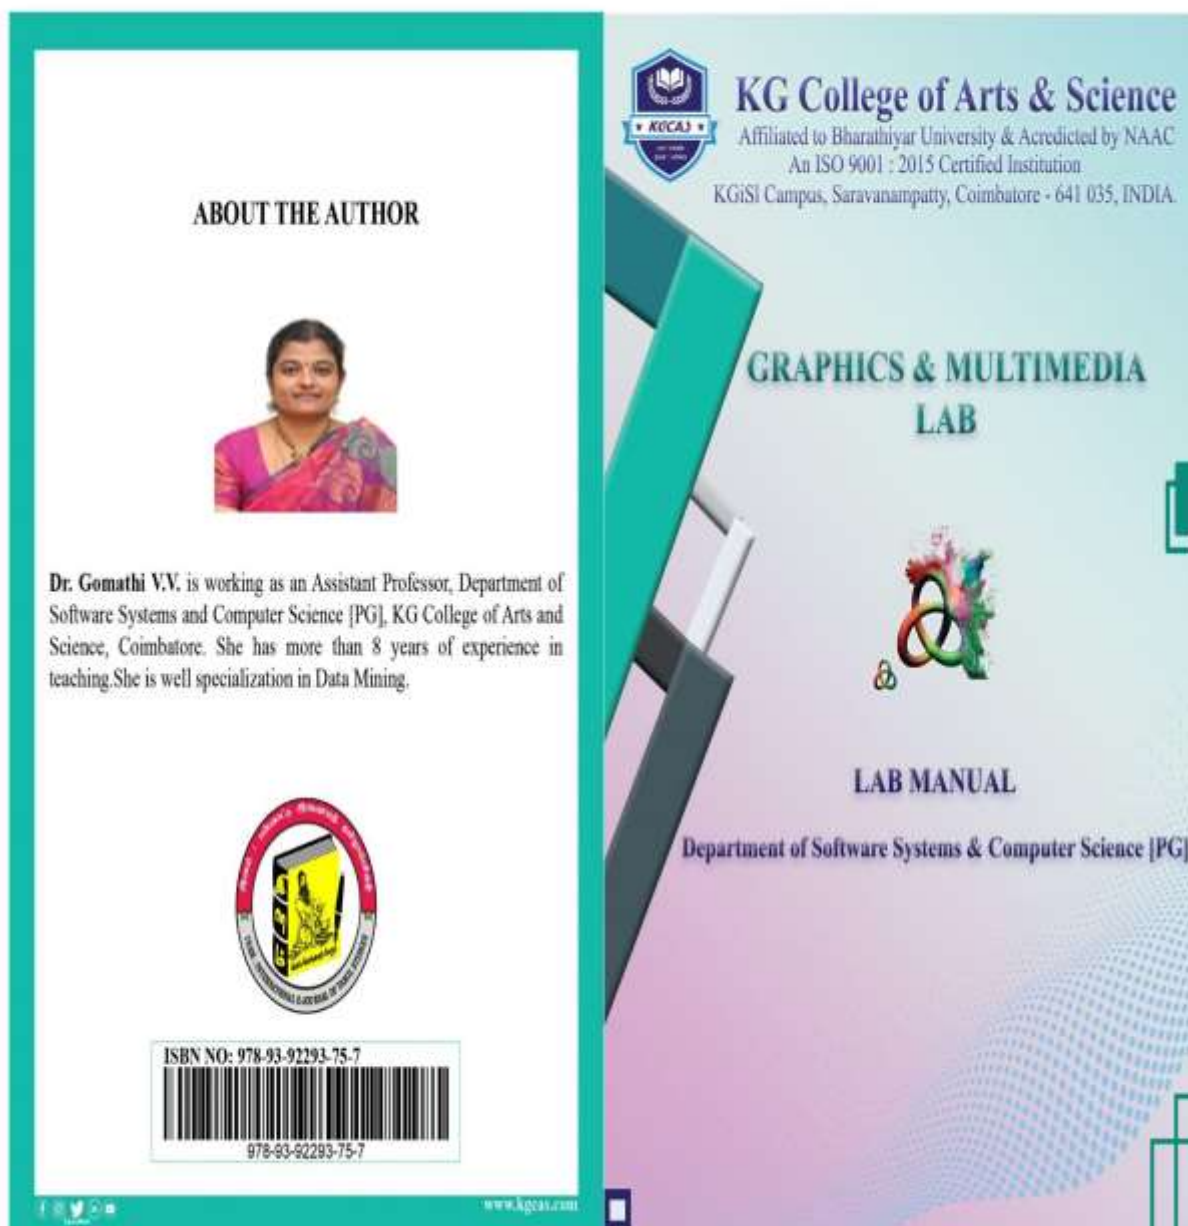 ABOUT THE AUTHOR
Dr. Gomathi V.V. is working as an Assistant Professor, Department of
Software Systems and Computer Science [PG], KG College of Arts and
Science, Coimbatore. She has more than 8 years of experience in
teaching.She is well specialization in Data Mining.
ISBN NO: 978-93-92293-75-7
978-93-92293-75-7
www.kgcas.com
KGCAS
KG College of Arts & Science
Affiliated to Bharathiyar University & Acredicted by NAAC
An ISO 9001 : 2015 Certified Institution
KGiSl Campus, Saravanampatty, Coimbatore - 641 035, INDIA.
GRAPHICS & MULTIMEDIA
LAB
LAB MANUAL
Department of Software Systems & Computer Science [PG]